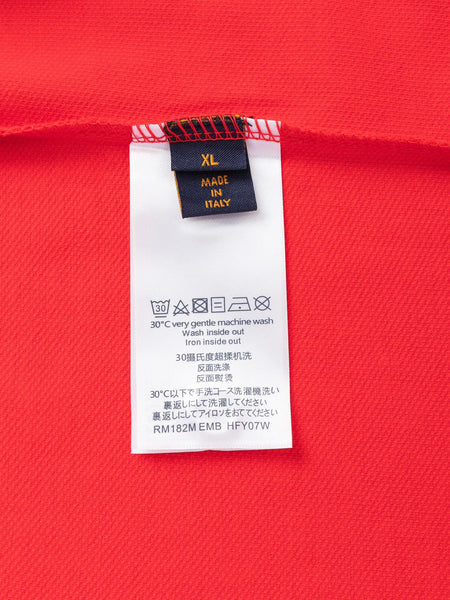 XL
MADE
IN
ITALY
30
30°C very gentle machine wash
Wash inside out
Iron inside out
30摄氏度超揉机洗
反面洗涤
反面熨烫
30℃以下で手洗コース洗濯機洗い
裏返しにして洗濯してください
裏返しにしてアイロンをおてください
RM182M EMB HFY07W